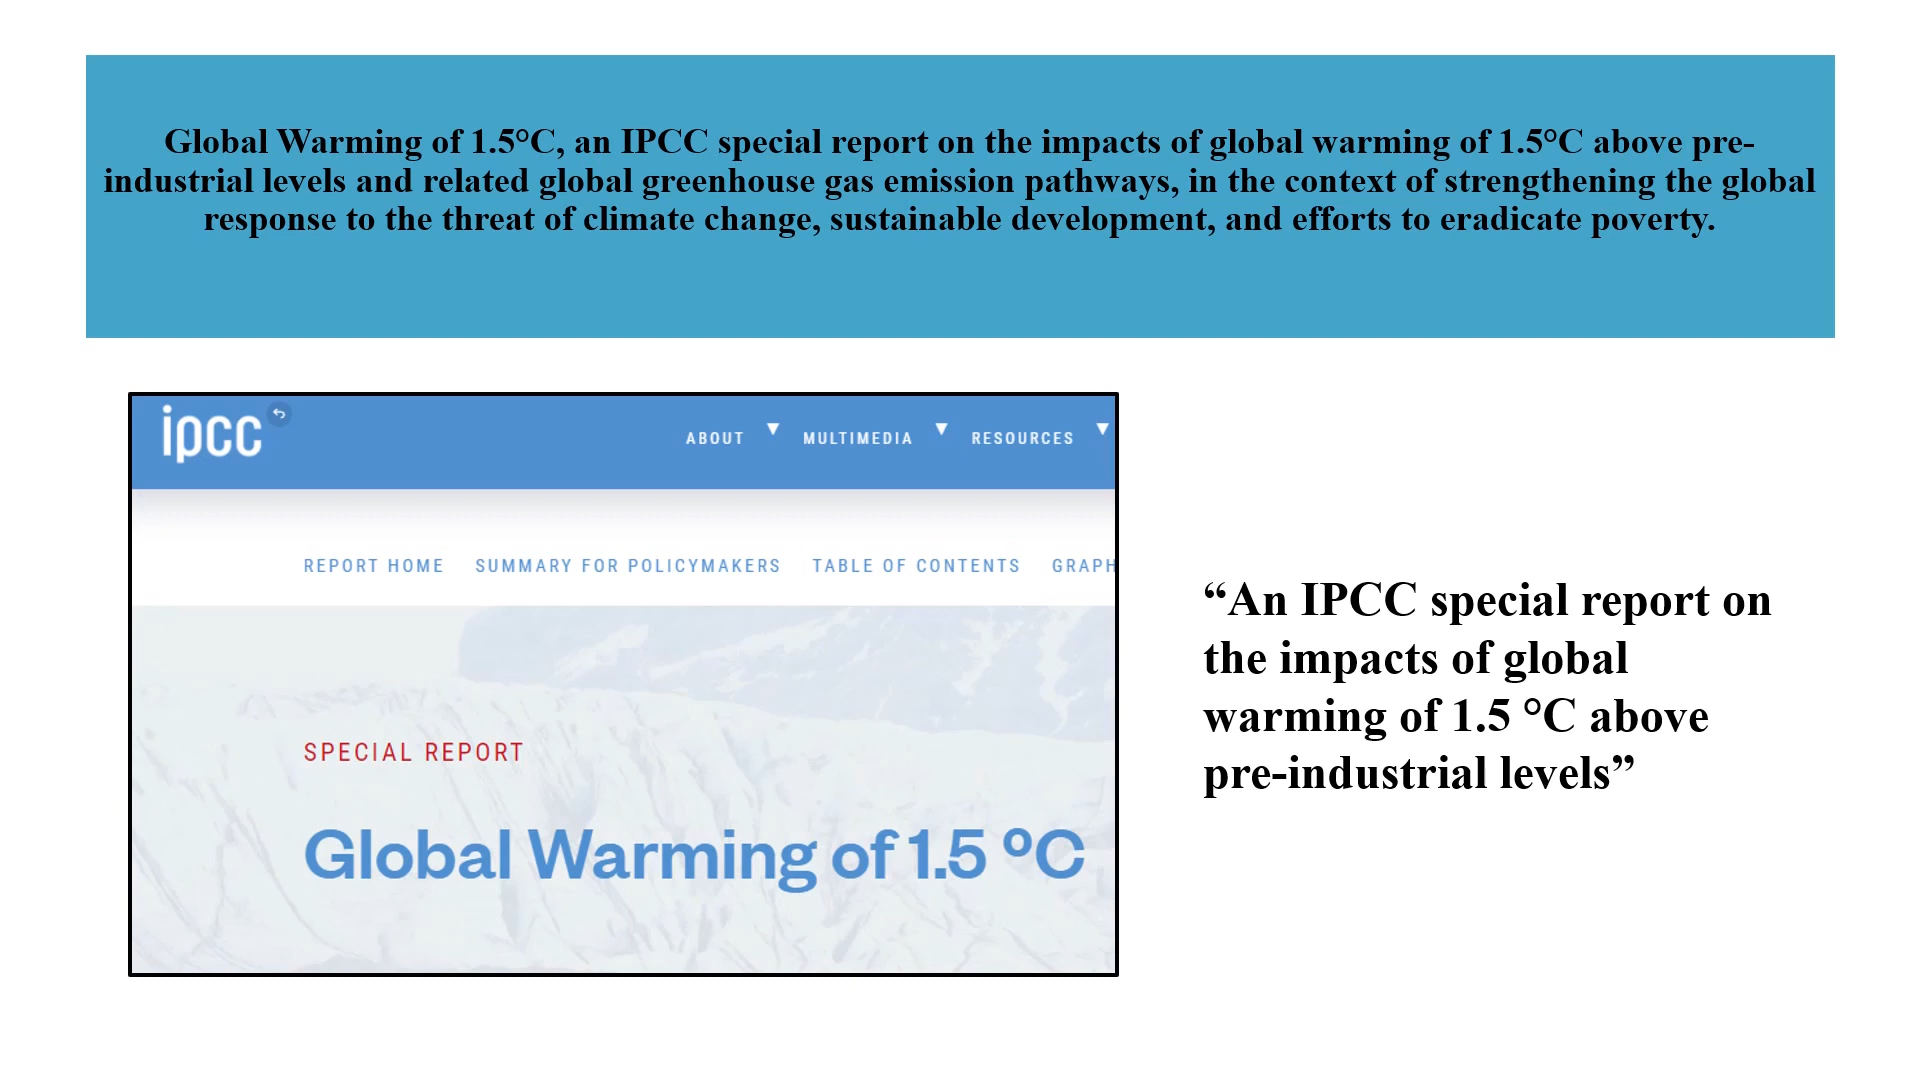 Global Warming of 1.5°C, an IPCC special report on the impacts of global warming of 1.5°C above pre-
industrial levels and related global greenhouse gas emission pathways, in the context of strengthening the global
response to the threat of climate change, sustainable development, and efforts to eradicate poverty.
ipcc
ABOUT MULTIMEDIA RESOURCES
REPORT HOME SUMMARY FOR POLICYMAKERS TABLE OF CONTENTS GRAPH
SPECIAL REPORT
Global Warming of 1.5 ºC
“An IPCC special report on
the impacts of global
warming of 1.5 °C above
pre-industrial levels”